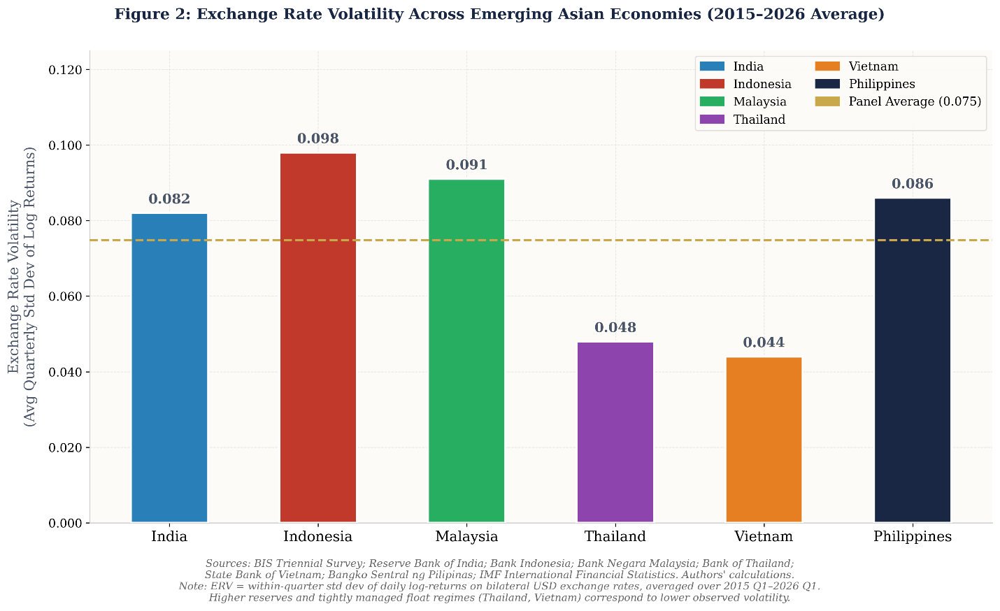 Figure 2: Exchange Rate Volatility Across Emerging Asian Economies (2015–2026 Average)
Exchange Rate Volatility
(Avg Quarterly Std Dev of Log Returns)
0.120
0.100
0.080
0.060
0.040
0.020
0.000
India
Indonesia
Malaysia
Thailand
Vietnam
Philippines
Panel Average (0.075)
0.082
0.098
0.091
0.048
0.044
0.086
India
Indonesia
Malaysia
Thailand
Vietnam
Philippines
Sources: BIS Triennial Survey; Reserve Bank of India; Bank Indonesia; Bank Negara Malaysia; Bank of Thailand;
State Bank of Vietnam; Bangko Sentral ng Pilipinas; IMF International Financial Statistics. Authors' calculations.
Note: ERV = within-quarter std dev of daily log-returns on bilateral USD exchange rates, averaged over 2015 Q1–2026 Q1.
Higher reserves and tightly managed float regimes (Thailand, Vietnam) correspond to lower observed volatility.